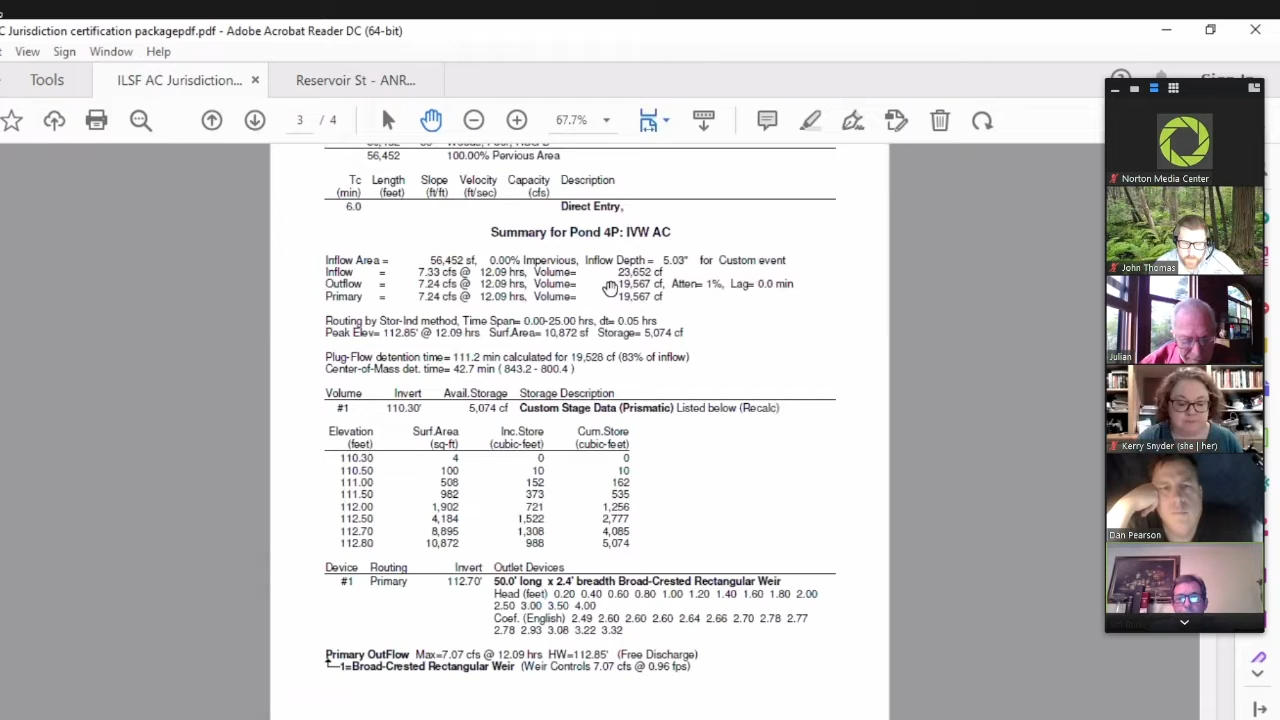 C Jurisdiction certification packagepdf.pdf - Adobe Acrobat Reader DC (64-bit)
View Sign Window Help
Tools ILSF AC Jurisdiction... × Reservoir St - ANR...
3 / 4 67.7%
56,452 100.00% Pervious Area
Tc Length Slope Velocity Capacity Description
(min) (feet) (ft/ft) (ft/sec) (cfs)
6.0 Direct Entry,
Summary for Pond 4P: IVW AC
Inflow Area = 56,452 sf, 0.00% Impervious, Inflow Depth = 5.03" for Custom event
Inflow = 7.33 cfs @ 12.09 hrs, Volume= 23,652 cf
Outflow = 7.24 cfs @ 12.09 hrs, Volume= 19,567 cf, Atten= 1%, Lag= 0.0 min
Primary = 7.24 cfs @ 12.09 hrs, Volume= 19,567 cf
Routing by Stor-Ind method, Time Span= 0.00-25.00 hrs, dt= 0.05 hrs
Peak Elev= 112.85' @ 12.09 hrs Surf.Area= 10,872 sf Storage= 5,074 cf
Plug-Flow detention time= 111.2 min calculated for 19,528 cf (83% of inflow)
Center-of-Mass det. time= 42.7 min ( 843.2 - 800.4 )
Volume Invert Avail.Storage Storage Description
#1 110.30' 5,074 cf Custom Stage Data (Prismatic) Listed below (Recalc)
Elevation Surf.Area Inc.Store Cum.Store
(feet) (sq-ft) (cubic-feet) (cubic-feet)
110.30 4 0 0
110.50 100 10 10
111.00 508 152 162
111.50 982 373 535
112.00 1,902 721 1,256
112.50 4,184 1,522 2,777
112.70 8,895 1,308 4,085
112.80 10,872 988 5,074
Device Routing Invert Outlet Devices
#1 Primary 112.70' 50.0' long x 2.4' breadth Broad-Crested Rectangular Weir
Head (feet) 0.20 0.40 0.60 0.80 1.00 1.20 1.40 1.60 1.80 2.00
2.50 3.00 3.50 4.00
Coef. (English) 2.49 2.60 2.60 2.60 2.64 2.66 2.70 2.78 2.77
2.78 2.93 3.08 3.22 3.32
Primary OutFlow Max=7.07 cfs @ 12.09 hrs HW=112.85' (Free Discharge)
1=Broad-Crested Rectangular Weir (Weir Controls 7.07 cfs @ 0.96 fps)
Norton Media Center
John Thomas
Julian
Kerry Snyder (she | her)
Dan Pearson